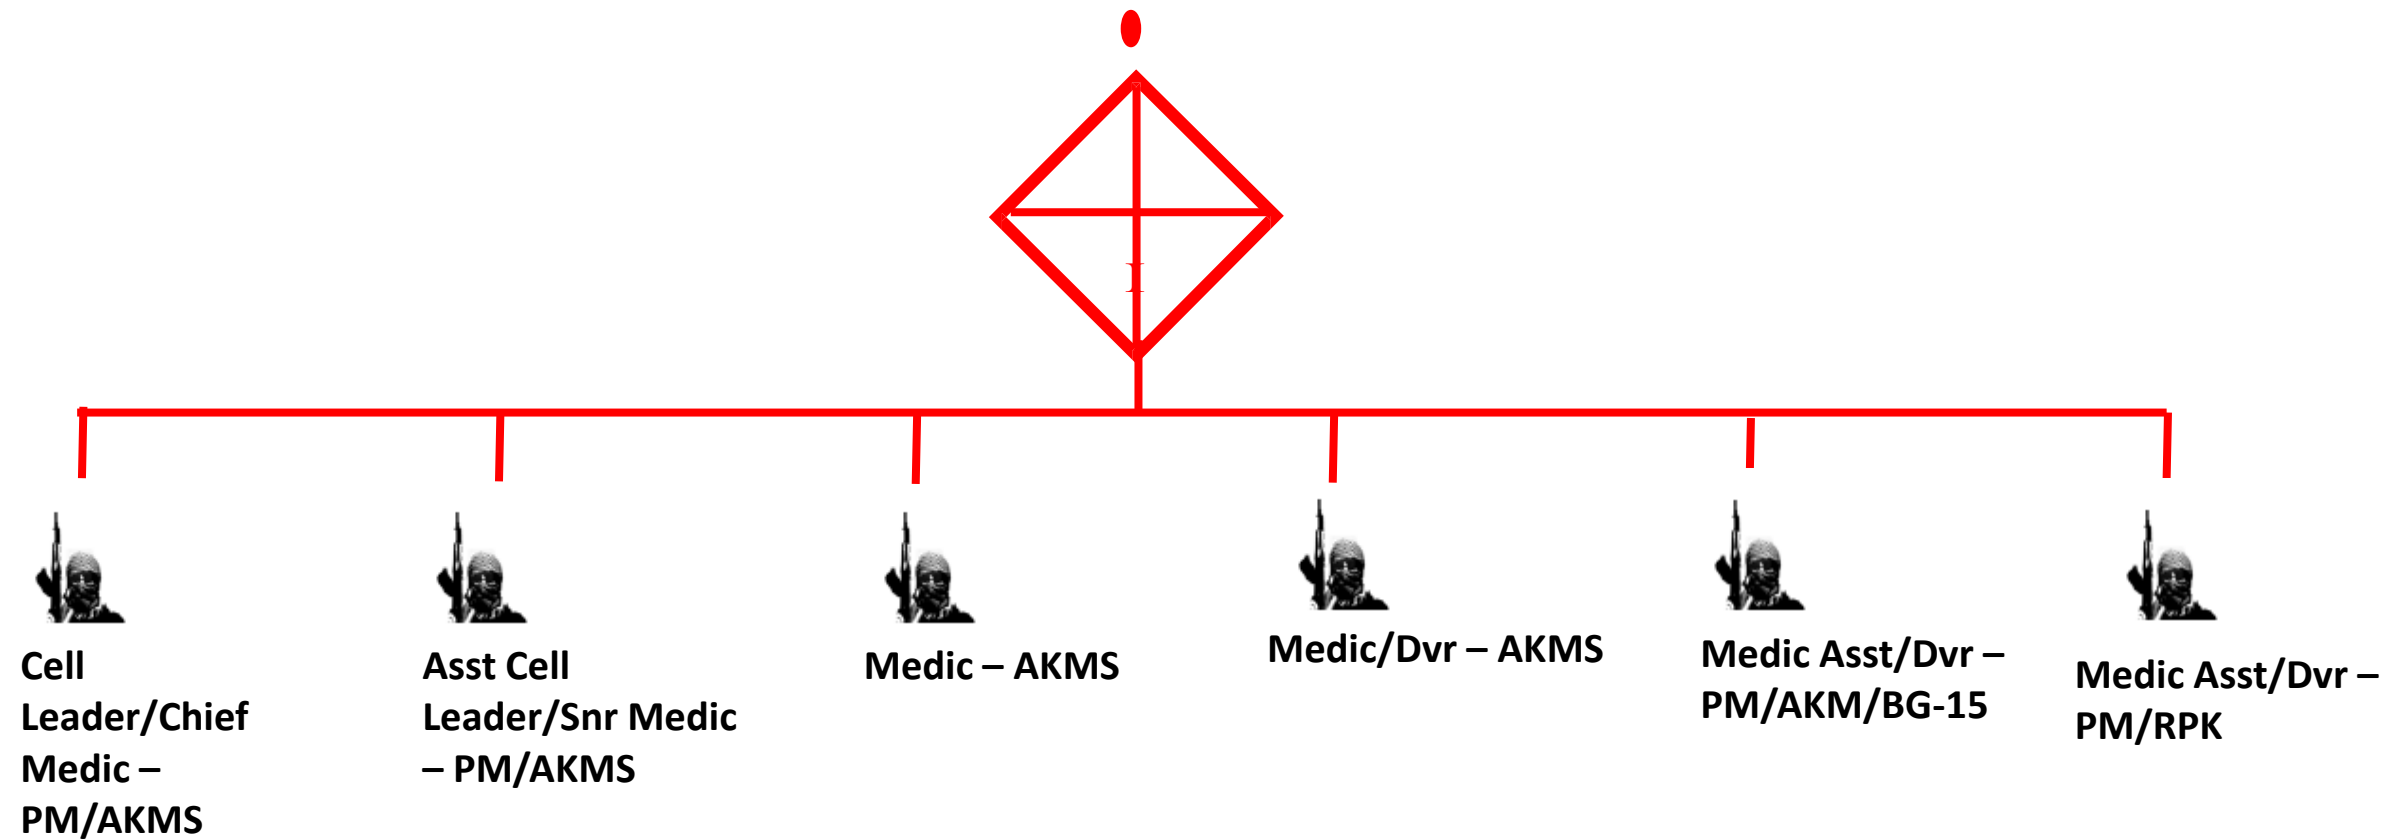 I
Cell
Leader/Chief
Medic –
PM/AKMS
Asst Cell
Leader/Snr Medic
– PM/AKMS
Medic – AKMS
Medic/Dvr – AKMS
Medic Asst/Dvr –
PM/AKM/BG-15
Medic Asst/Dvr –
PM/RPK